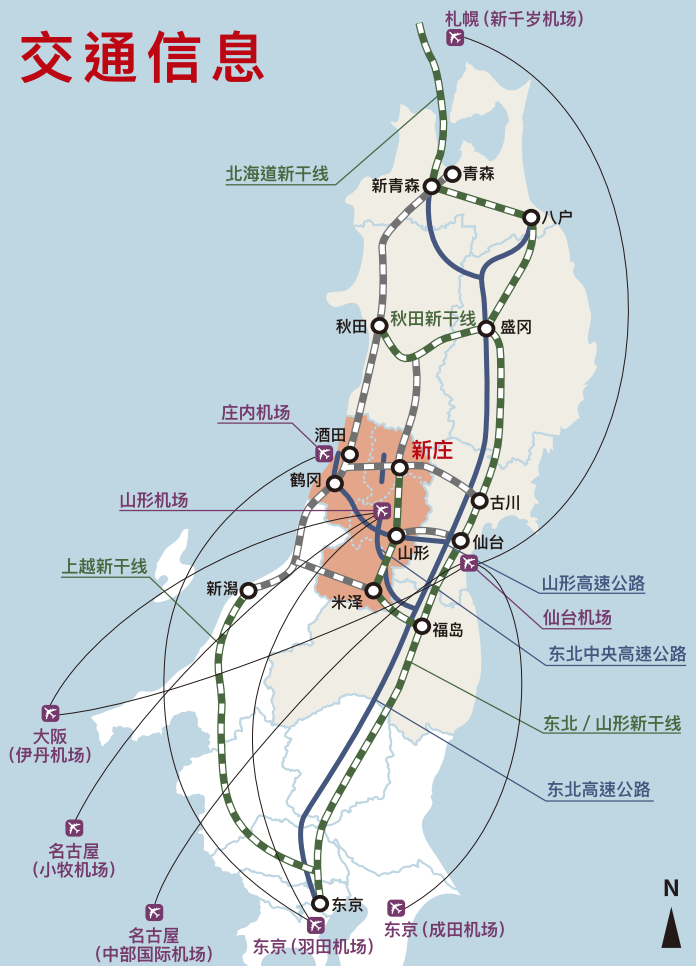 交通信息
札幌（新千岁机场）
北海道新干线
青森
新青森
八户
秋田
秋田新干线
盛冈
庄内机场
酒田
新庄
鹤冈
山形机场
古川
仙台
山形
上越新干线
新潟
米泽
山形高速公路
仙台机场
福岛
东北中央高速公路
大阪
（伊丹机场）
东北 / 山形新干线
东北高速公路
名古屋
（小牧机场）
名古屋
（中部国际机场）
东京
东京（羽田机场）
东京（成田机场）
N